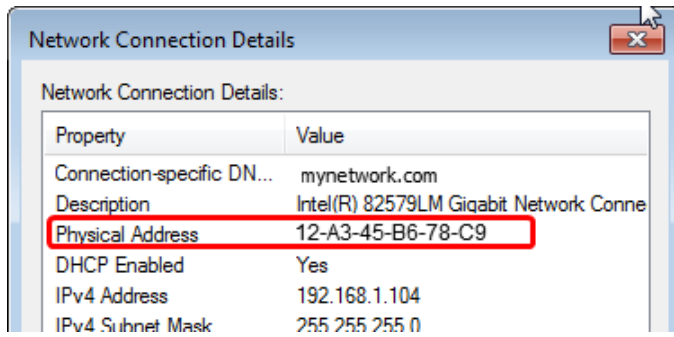 Network Connection Details
Network Connection Details:
Property Value
Connection-specific DN... mynetwork.com
Description Intel(R) 82579LM Gigabit Network Conne
Physical Address 12-A3-45-B6-78-C9
DHCP Enabled Yes
IPv4 Address 192.168.1.104
IPv4 Subnet Mask 255.255.255.0